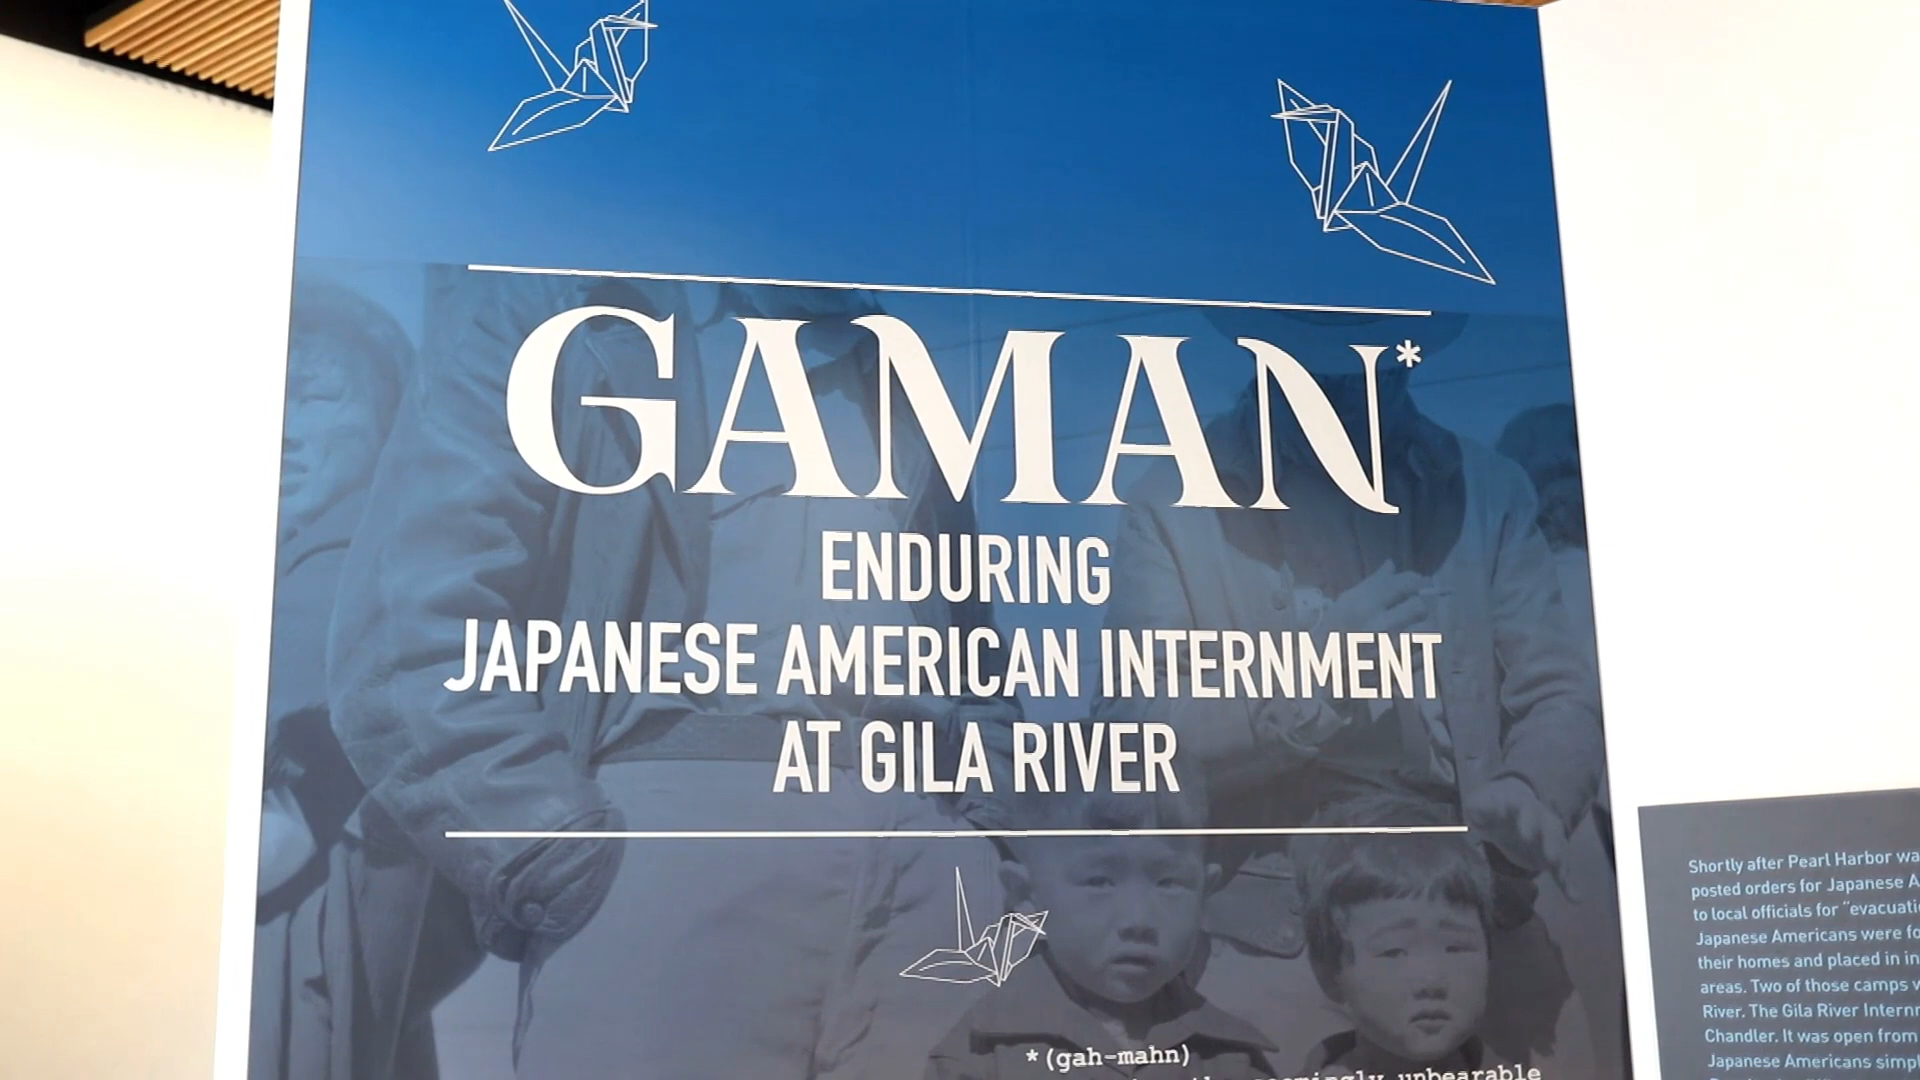 GAMAN*
ENDURING
JAPANESE AMERICAN INTERNMENT
AT GILA RIVER
*(gah-mahn)
seemingly unbearable
Shortly after Pearl Harbor
posted orders for Japanese
to local officials for
Japanese Americans were
their homes and placed in
areas. Two of those camps
River. The Gila River
Chandler. It was open from
Japanese Americans